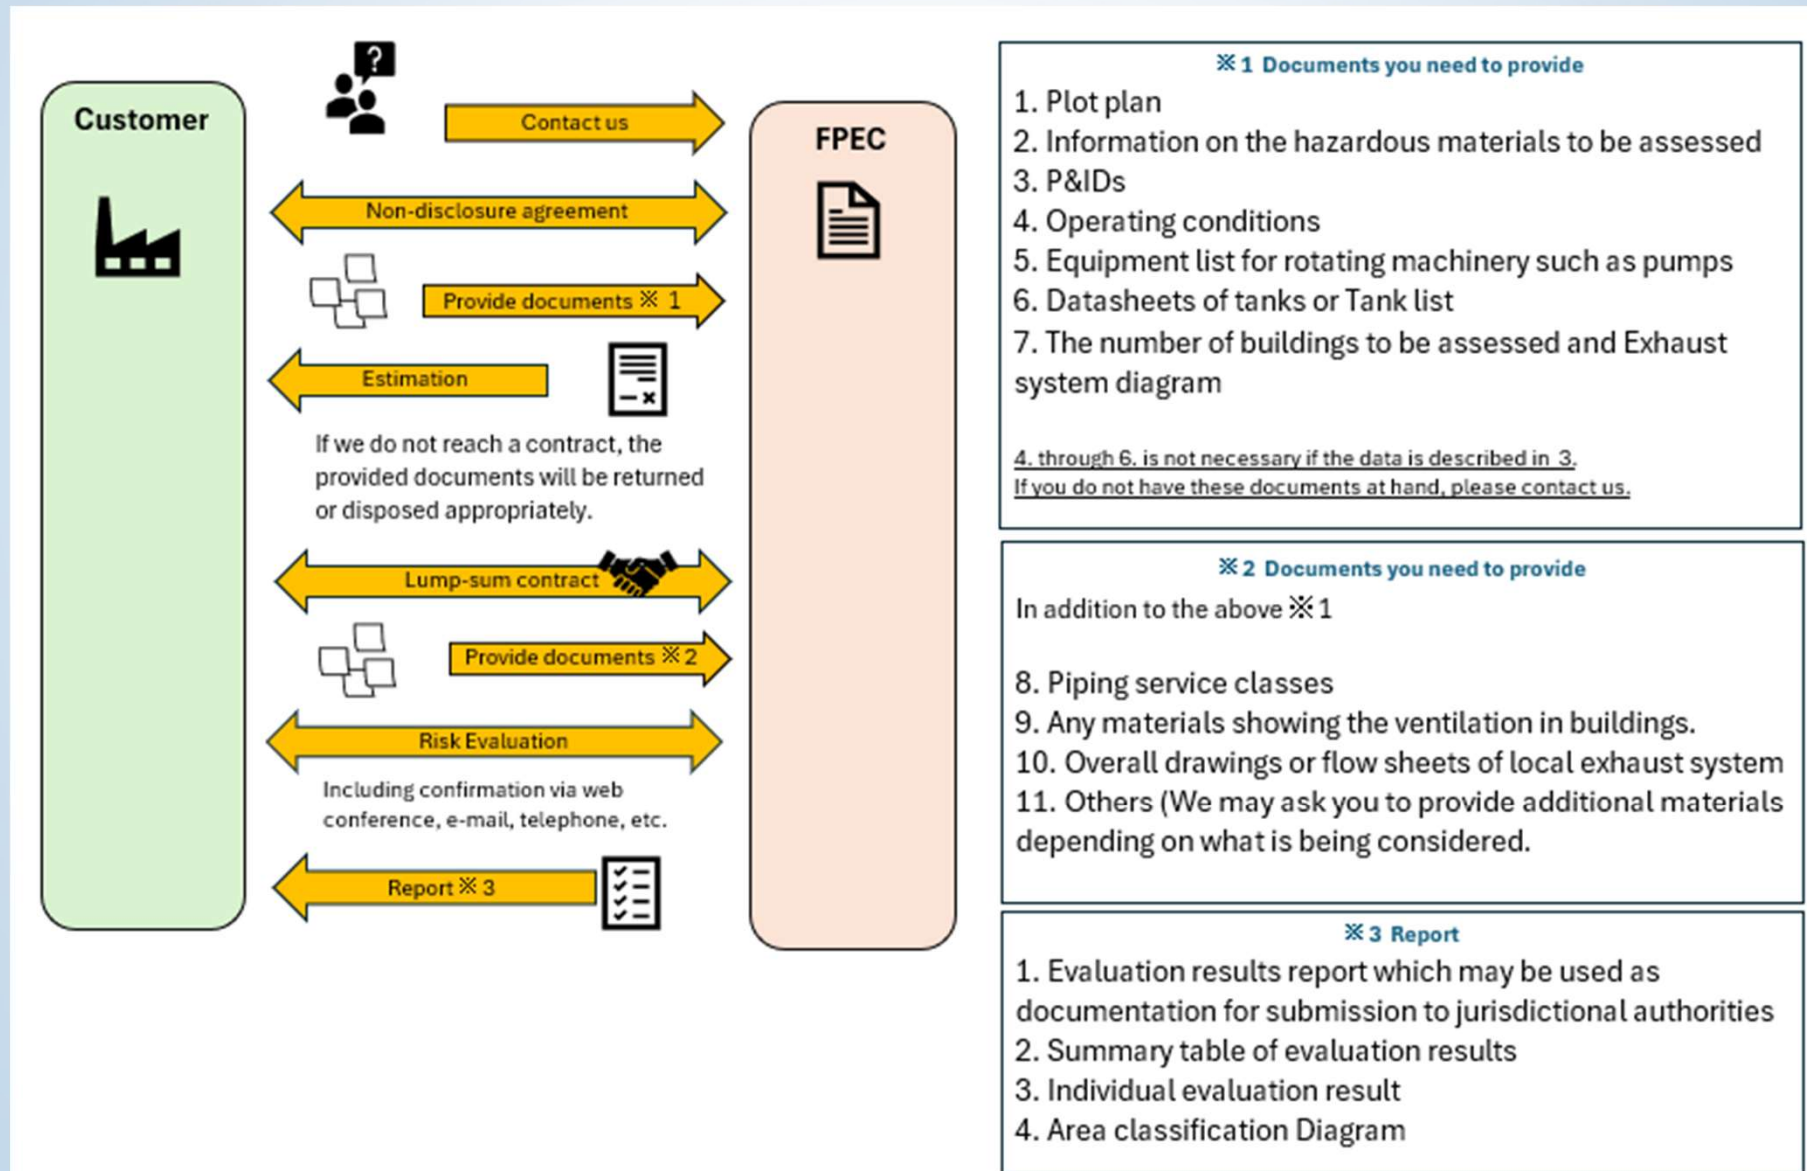 Customer
Contact us
FPEC
Non-disclosure agreement
Provide documents ※ 1
Estimation
If we do not reach a contract, the
provided documents will be returned
or disposed appropriately.
Lump-sum contract
Provide documents ※2
Risk Evaluation
Including confirmation via web
conference, e-mail, telephone, etc.
Report ※ 3
※ 1 Documents you need to provide
1. Plot plan
2. Information on the hazardous materials to be assessed
3. P&IDs
4. Operating conditions
5. Equipment list for rotating machinery such as pumps
6. Datasheets of tanks or Tank list
7. The number of buildings to be assessed and Exhaust
system diagram
4. through 6. is not necessary if the data is described in 3.
If you do not have these documents at hand, please contact us.
※ 2 Documents you need to provide
In addition to the above ※ 1
8. Piping service classes
9. Any materials showing the ventilation in buildings.
10. Overall drawings or flow sheets of local exhaust system
11. Others (We may ask you to provide additional materials
depending on what is being considered.
※ 3 Report
1. Evaluation results report which may be used as
documentation for submission to jurisdictional authorities
2. Summary table of evaluation results
3. Individual evaluation result
4. Area classification Diagram